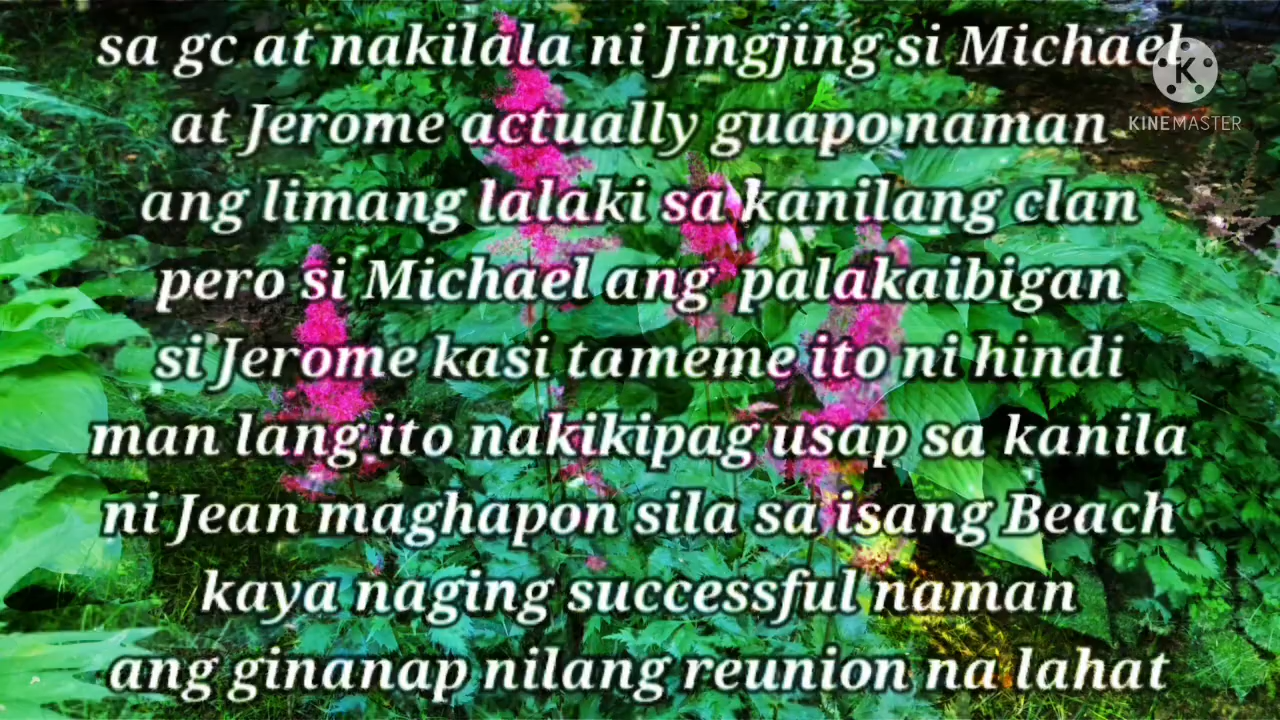 sa gc at nakilala ni Jingjing si Michael
at Jerome actually guapo naman
ang limang lalaki sa kanilang clan
pero si Michael ang palakaibigan
si Jerome kasi tameme ito ni hindi
man lang ito nakikipag usap sa kanila
ni Jean maghapon sila sa isang Beach
kaya naging successful naman
ang ginanap nilang reunion na lahat
K
KINEMASTER